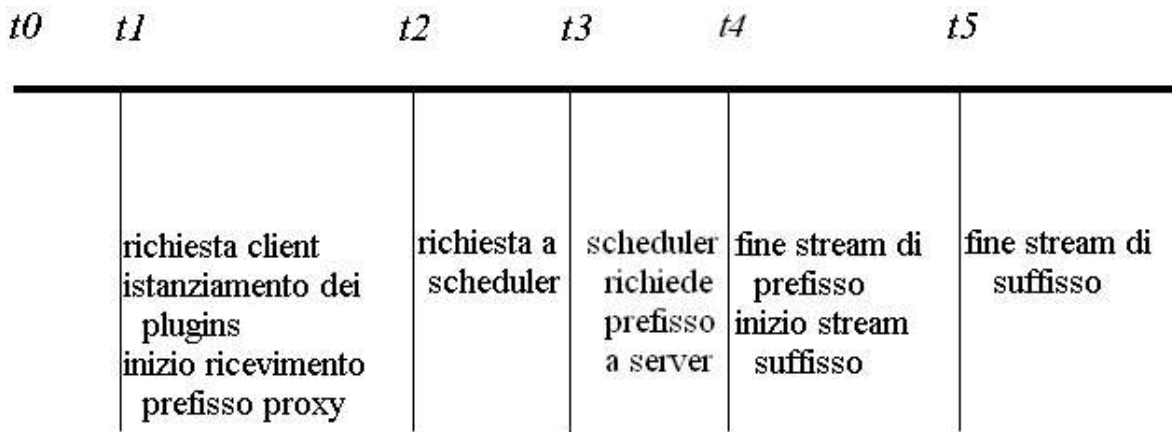 t0 t1 t2 t3 t4 t5
richiesta client
istanziamento dei
plugins
inizio ricevimento
prefisso proxy
richiesta a
scheduler
scheduler
richiede
prefisso
a server
fine stream di
prefisso
inizio stream
suffisso
fine stream di
suffisso